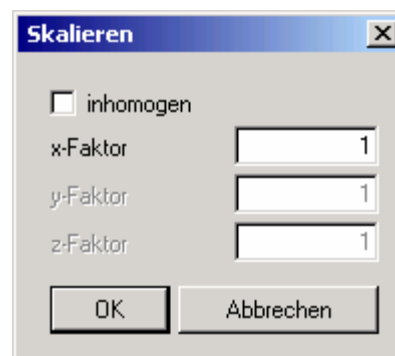 Skalieren
inhomogen
x-Faktor 1
y-Faktor 1
z-Faktor 1
OK Abbrechen